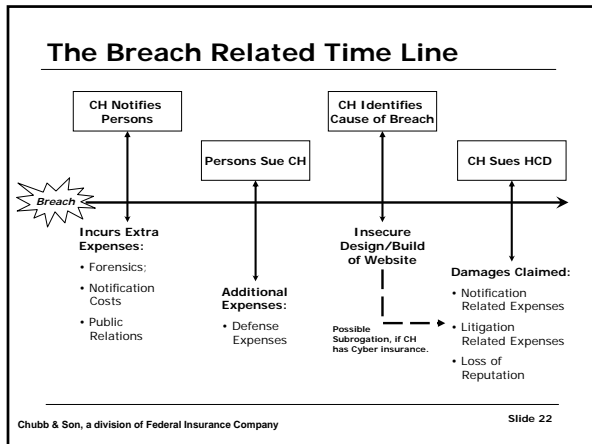 The Breach Related Time Line
CH Notifies
Persons
Persons Sue CH
CH Identifies
Cause of Breach
CH Sues HCD
Breach
Incurs Extra
Expenses:
• Forensics;
• Notification
Costs
• Public
Relations
Additional
Expenses:
• Defense
Expenses
Insecure
Design/Build
of Website
Possible
Subrogation, if CH
has Cyber insurance.
Damages Claimed:
• Notification
Related Expenses
• Litigation
Related Expenses
• Loss of
Reputation
Chubb & Son, a division of Federal Insurance Company
Slide 22